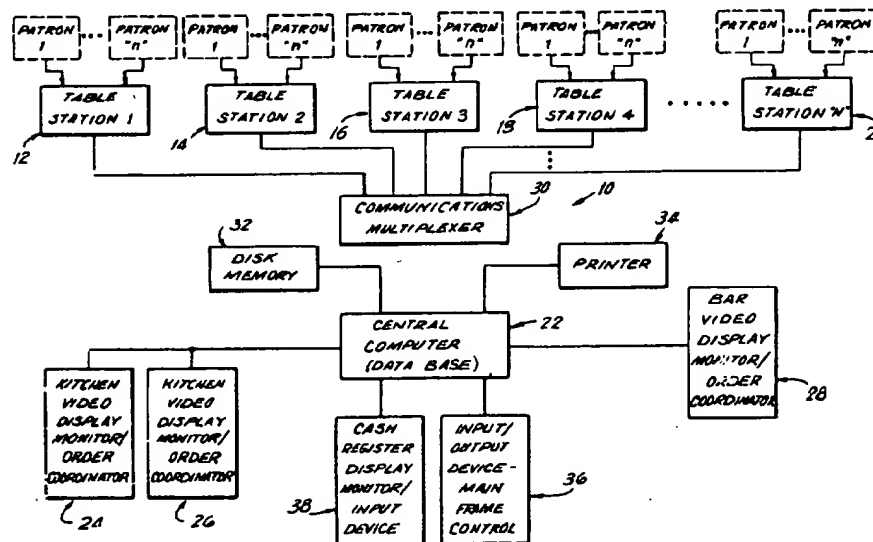 PATRON 1 ... PATRON "n" PATRON 1 ... PATRON "n" PATRON 1 ... PATRON "n" PATRON 1 PATRON "n" PATRON 1 ... PATRON "n"
TABLE STATION 1
TABLE STATION 2
TABLE STATION 3
TABLE STATION 4
TABLE STATION "N"
12
14
16
18
2
COMMUNICATIONS
MULTIPLEXER
30
10
32
DISK
MEMORY
34
PRINTER
CENTRAL
COMPUTER
(DATA BASE)
22
BAR
VIDEO
DISPLAY
MONITOR/
ORDER
COORDINATOR
28
KITCHEN
VIDEO
DISPLAY
MONITOR/
ORDER
COORDINATOR
24
KITCHEN
VIDEO
DISPLAY
MONITOR/
ORDER
COORDINATOR
26
CASH
REGISTER
DISPLAY
MONITOR/
INPUT
DEVICE
38
INPUT/
OUTPUT
DEVICE-
MAIN
FRAME
CONTROL
36